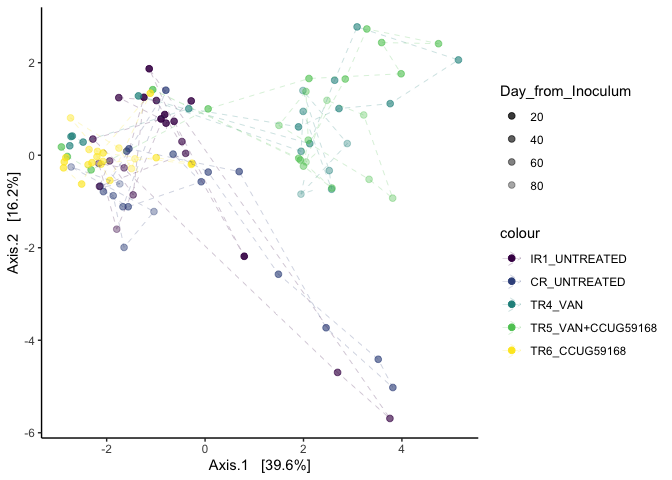 2
0
-2
-4
-6
-2
0
2
4
Axis.1 [39.6%]
Axis.2 [16.2%]
Day_from_Inoculum
20
40
60
80
colour
IR1_UNTREATED
CR_UNTREATED
TR4_VAN
TR5_VAN+CCUG59168
TR6_CCUG59168